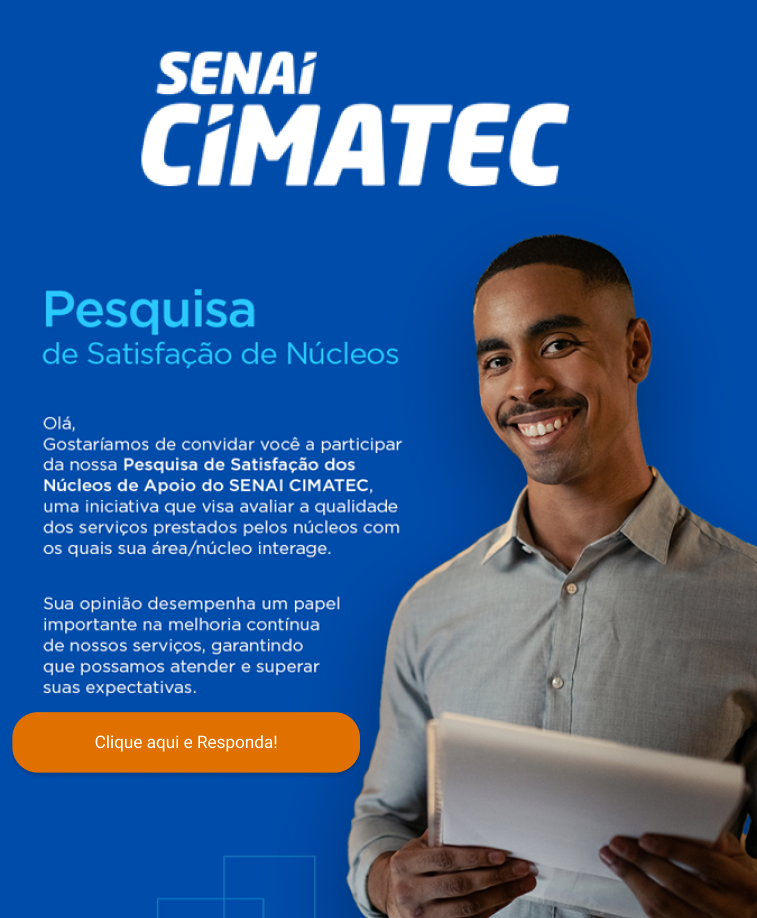 SENAI
CIMATEC
Pesquisa
de Satisfação de Núcleos
Olá,
Gostaríamos de convidar você a participar
da nossa Pesquisa de Satisfação dos
Núcleos de Apoio do SENAI CIMATEC,
uma iniciativa que visa avaliar a qualidade
dos serviços prestados pelos núcleos com
os quais sua área/núcleo interage.
Sua opinião desempenha um papel
importante na melhoria contínua
de nossos serviços, garantindo
que possamos atender e superar
suas expectativas.
Clique aqui e Responda!